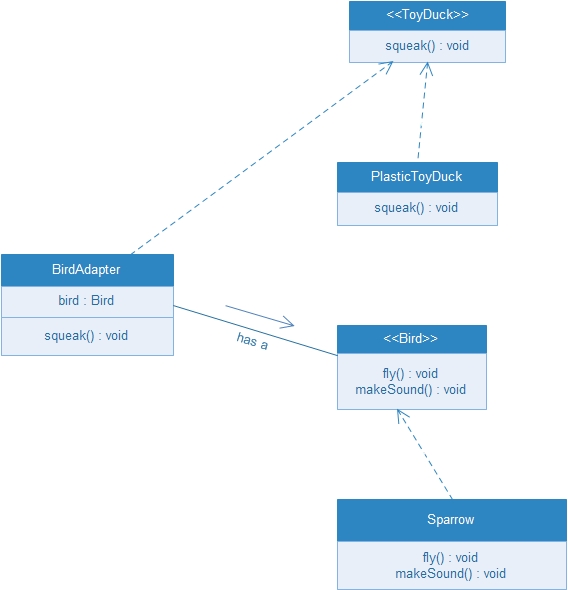 <<ToyDuck>>
squeak() : void
PlasticToyDuck
squeak() : void
BirdAdapter
bird : Bird
squeak() : void
has a
<<Bird>>
fly() : void
makeSound() : void
Sparrow
fly() : void
makeSound() : void